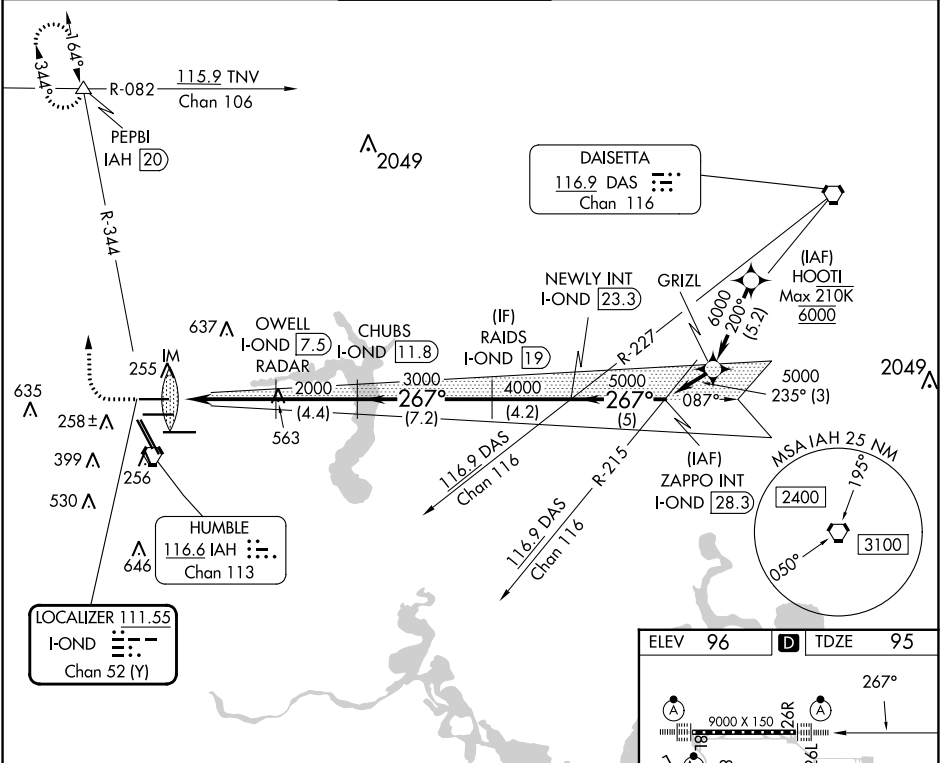 164°
344°
R-082
115.9 TNV
Chan 106
PEPBI
IAH 20
2049
DAISETTA
116.9 DAS
Chan 116
R-344
(IAF)
HOOTI
Max 210K
6000
6000
200°
(5.2)
NEWLY INT
I-OND 23.3
GRIZL
(IF)
RAIDS
I-OND 19
R-227
637
OWELL
I-OND 7.5
RADAR
CHUBS
I-OND 11.8
255
IM
2049
635
258±
2000
3000
4000
5000
5000
267°
267°
087°
235° (3)
(4.4)
(7.2)
(4.2)
(5)
563
399
256
530
116.9 DAS
Chan 116
R-215
116.9 DAS
Chan 116
(IAF)
ZAPPO INT
I-OND 28.3
MSA IAH 25 NM
195°
2400
3100
050°
HUMBLE
116.6 IAH
Chan 113
646
LOCALIZER 111.55
I-OND
Chan 52 (Y)
ELEV 96
D
TDZE 95
267°
A
A
9000 X 150
26R
8L
26L